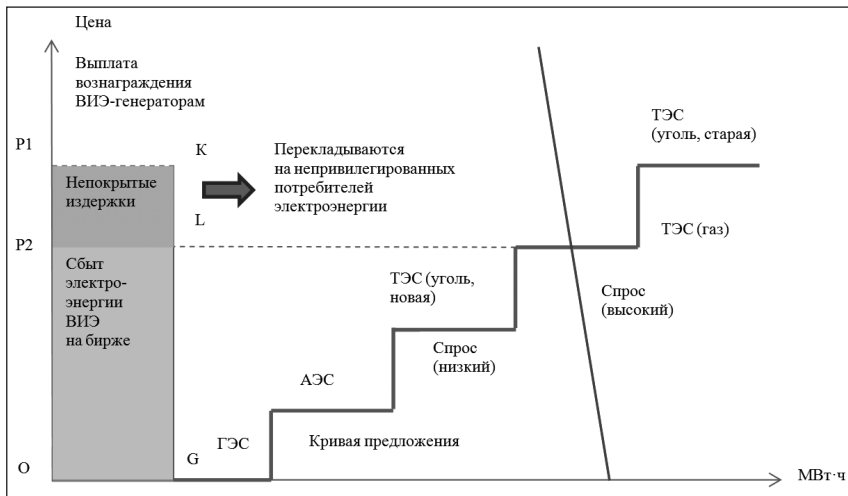 Цена
Выплата
вознаграждения
ВИЭ-генераторам
P1
K
Непокрытые
издержки
L
Перекладываются
на непривилегированных
потребителей
электроэнергии
ТЭС
(уголь, старая)
P2
ТЭС (газ)
Сбыт
электро-
энергии
ВИЭ
на бирже
ТЭС (уголь,
новая)
Спрос
(высокий)
Спрос
(низкий)
АЭС
ГЭС
G
Кривая предложения
O
МВт·ч